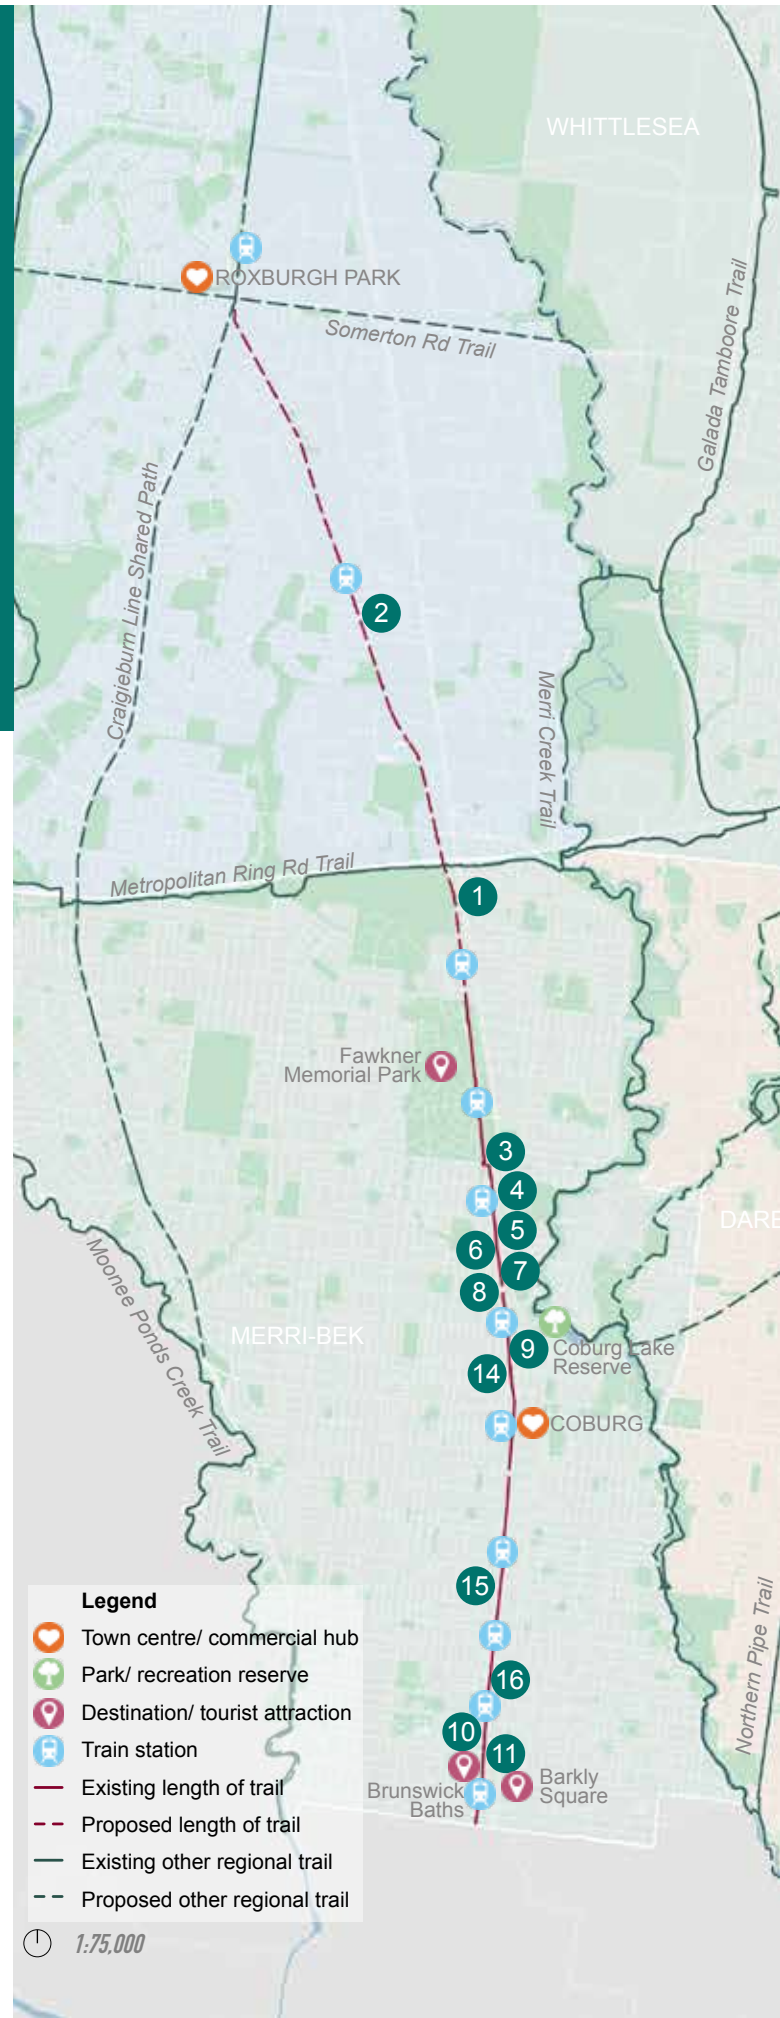 WHITTLESEA
ROXBURGH PARK
Somerton Rd Trail
Galada Tamboore Trail
Craigieburn Line Shared Path
2
Merri Creek Trail
Metropolitan Ring Rd Trail
1
Fawkner
Memorial Park
3
4
5
6
7
8
DARE
Moonee Ponds Creek Trail
MERRI-BEK
9
Coburg Lake
Reserve
14
COBURG
15
16
10
11
Brunswick
Baths
Barkly
Square
Northern Pipe Trail
Legend
Town centre/ commercial hub
Park/ recreation reserve
Destination/ tourist attraction
Train station
Existing length of trail
Proposed length of trail
Existing other regional trail
Proposed other regional trail
1:75,000